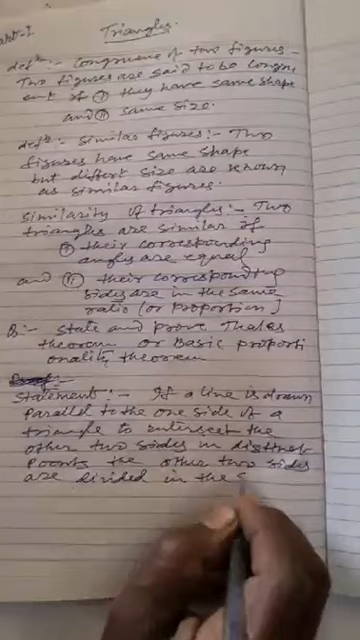 Part-I
Triangles.
defn:- Congruence of two figures -
Two figures are said to be congru
ent if (i) they have same shape
and (ii) same size.
defn:- Similar figures:- Two
figures have same shape
but differt size are known
as similar figures.
Similarity of triangles:- Two
triangles are similar if
(i) their corresponding
angles are equal
and (ii) their corresponding
sides are in the same
ratio (or proportion)
Q:- State and prove Thales
theorem or Basic proporti
onality theorem
Statement:- If a line is drawn
parallel to the one side of a
triangle to intersect the
other two sides in distinct
points the other two sides
are divided in the s